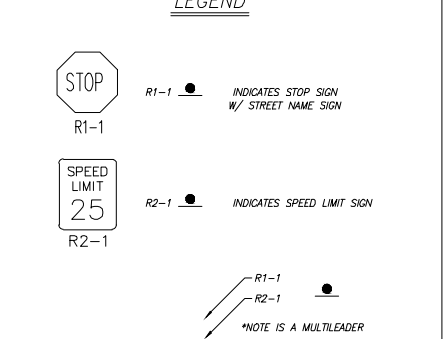 LEGEND
STOP
R1-1
R1-1
INDICATES STOP SIGN
W/ STREET NAME SIGN
SPEED
LIMIT
25
R2-1
R2-1
INDICATES SPEED LIMIT SIGN
R1-1
R2-1
*NOTE IS A MULTILEADER